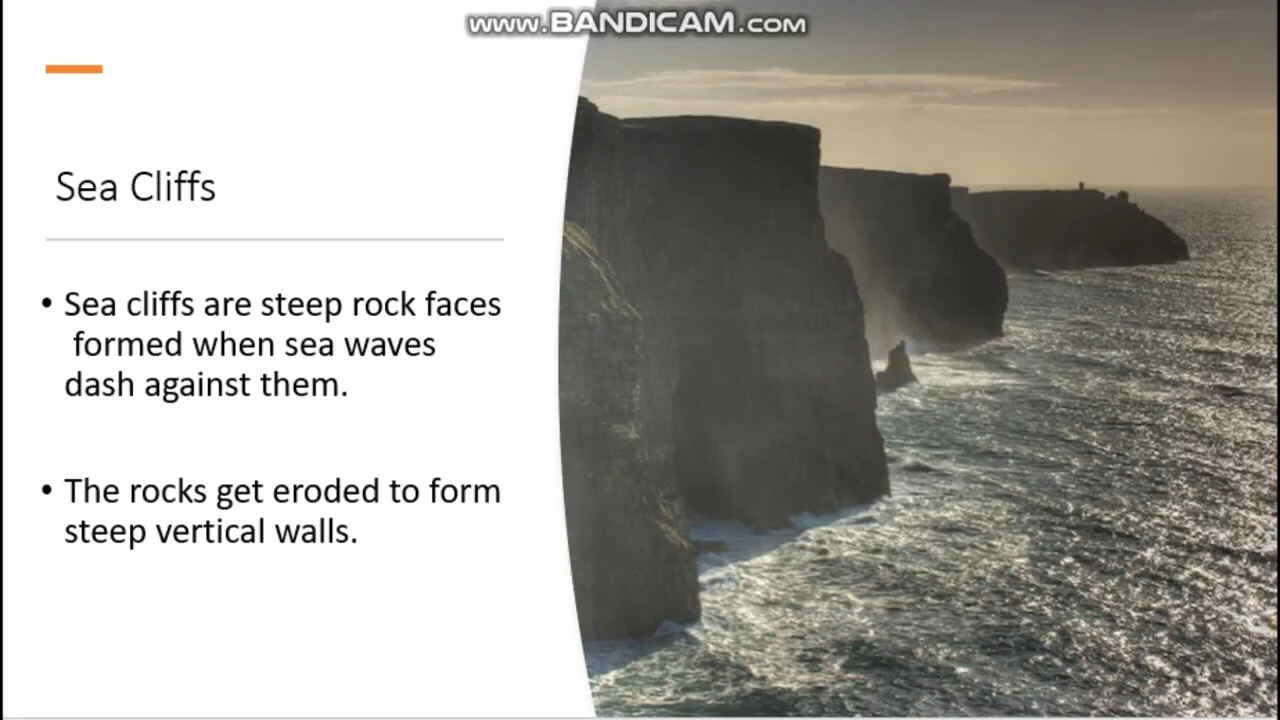 www.BANDICAM.com
Sea Cliffs
• Sea cliffs are steep rock faces
formed when sea waves
dash against them.
• The rocks get eroded to form
steep vertical walls.